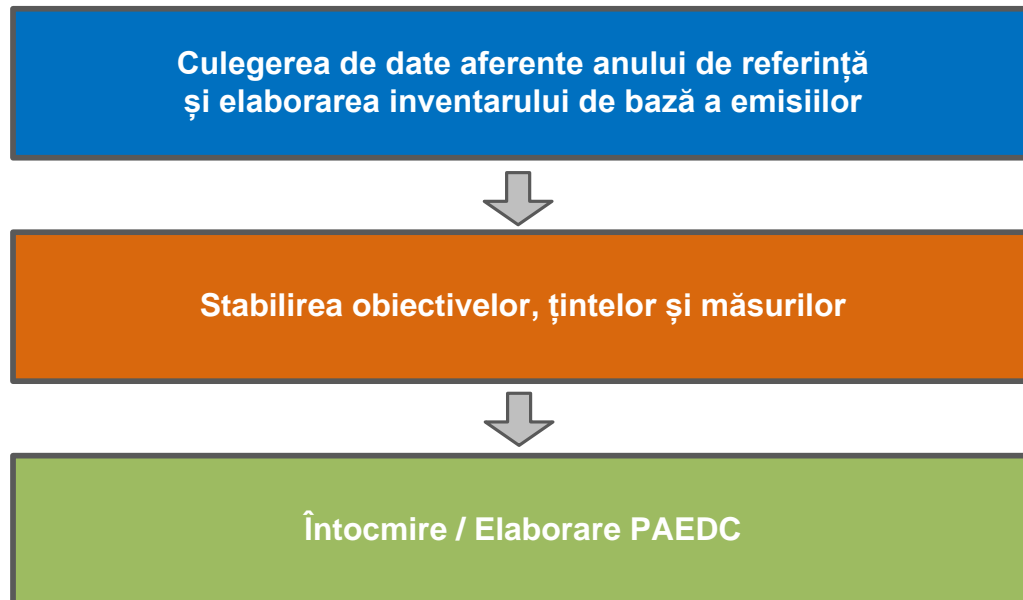 Culegerea de date aferente anului de referință
și elaborarea inventarului de bază a emisiilor
Stabilirea obiectivelor, țintelor și măsurilor
Întocmire / Elaborare PAEDC